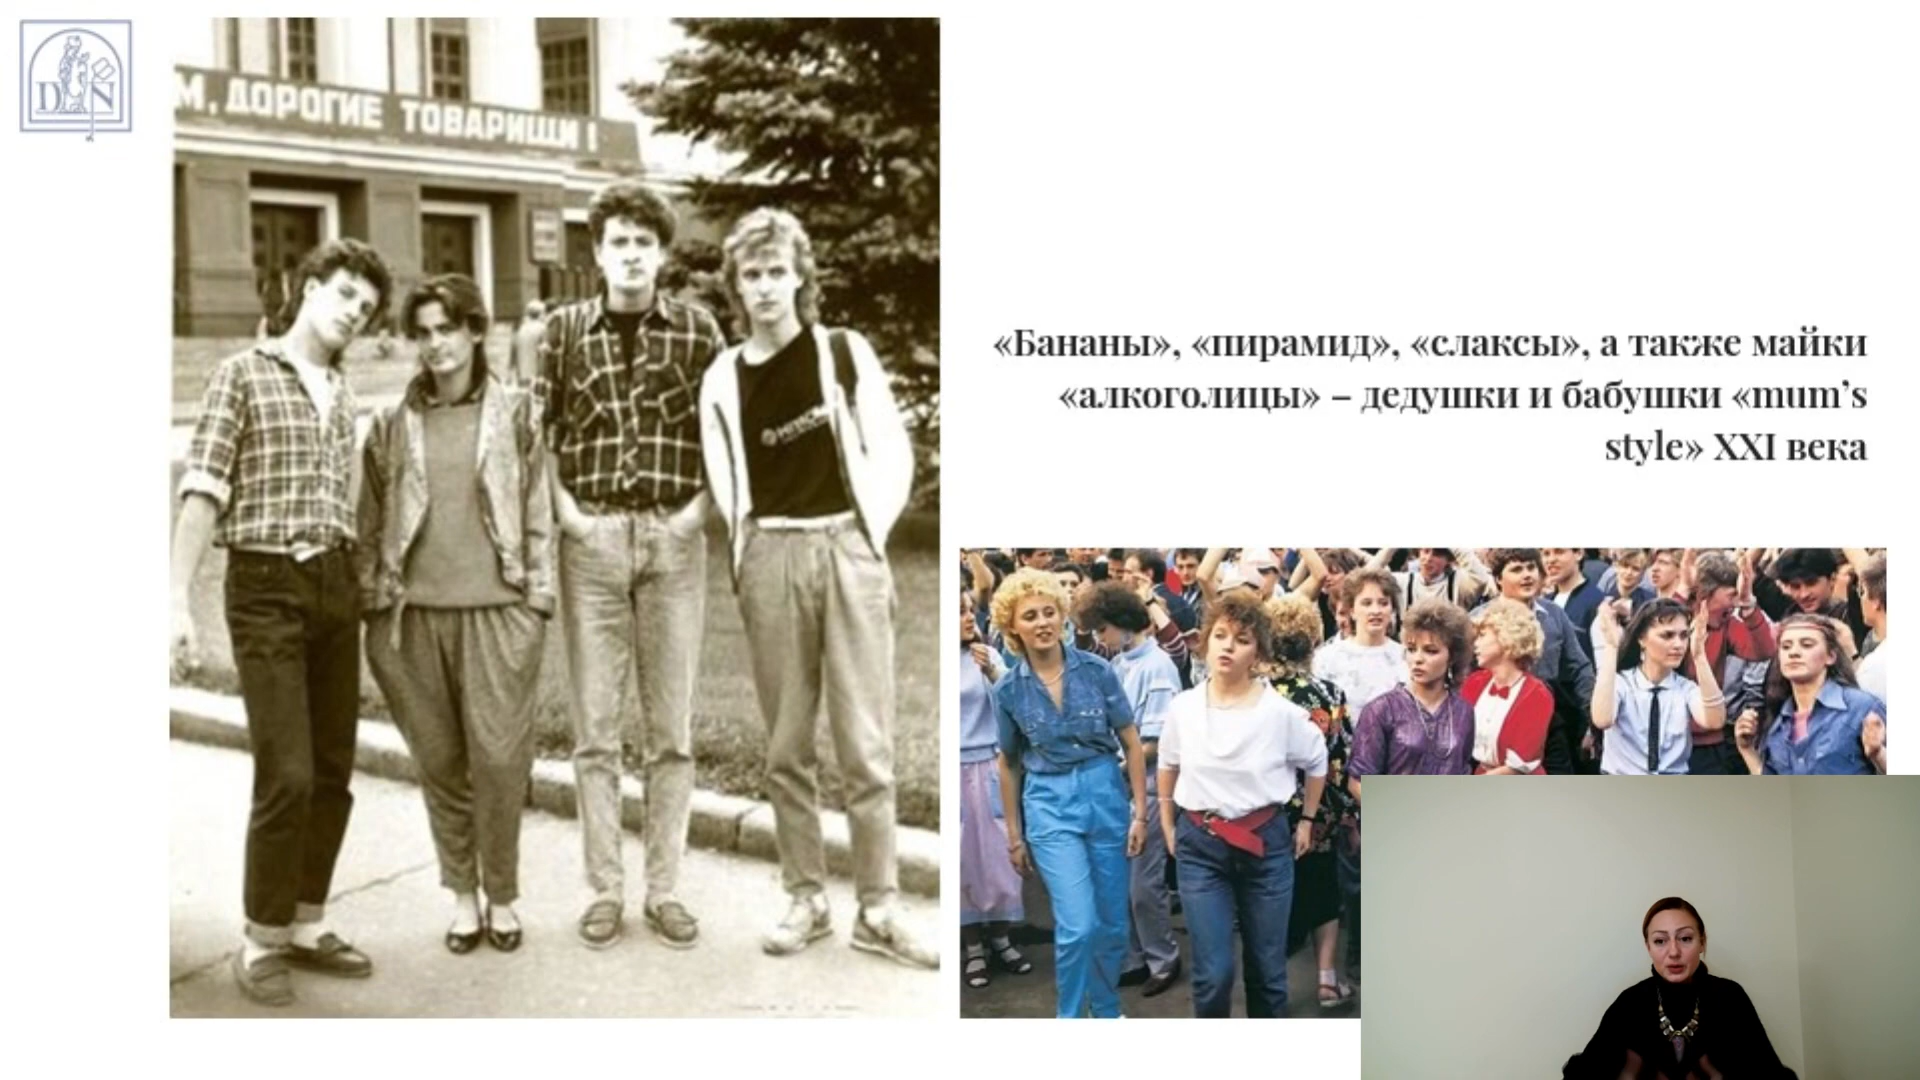 D N
М, ДОРОГИЕ ТОВАРИЩИ !
«Бананы», «пирамид», «слаксы», а также майки
«алкоголицы» – дедушки и бабушки «mum’s
style» XXI века